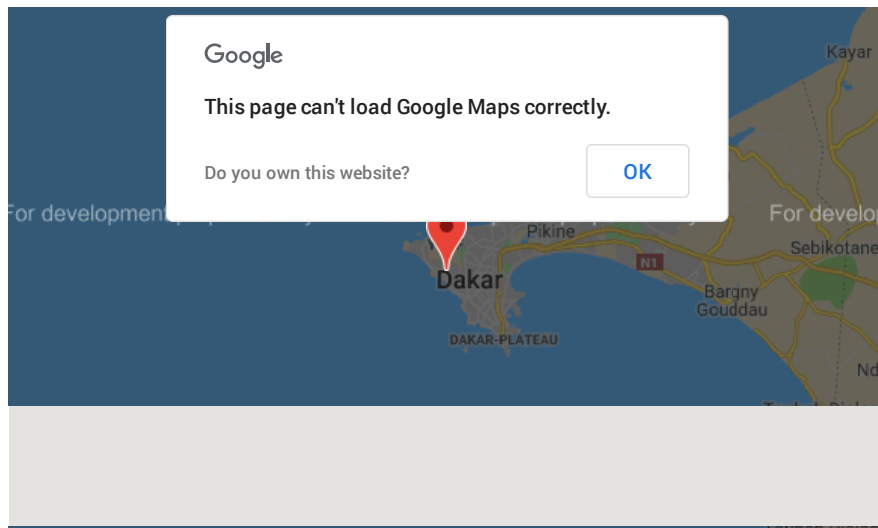 Google
This page can't load Google Maps correctly.
Do you own this website?
OK
Kayar
For development
For develo
Pikine
Sebikotane
N1
Dakar
Bargny
Gouddau
DAKAR-PLATEAU
Nd